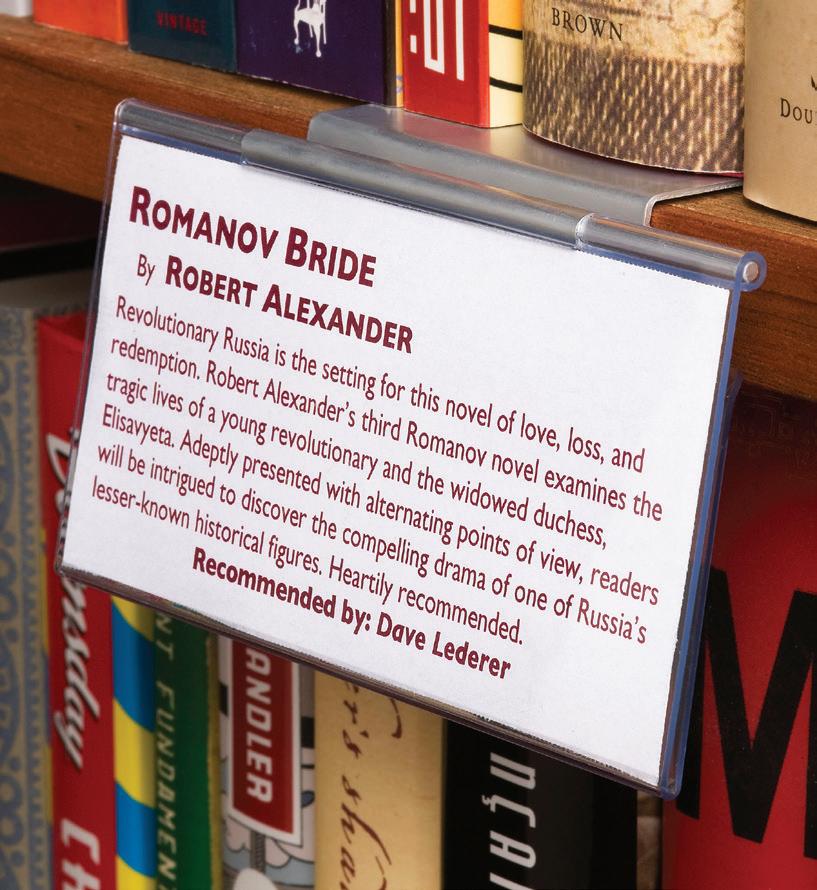 VINTAGE
BROWN
ROMANOV BRIDE
By ROBERT ALEXANDER
Revolutionary Russia is the setting for this novel of love, loss, and
redemption. Robert Alexander's third Romanov novel examines the
tragic lives of a young revolutionary and the widowed duchess,
Elisavyeta. Adeptly presented with alternating points of view, readers
will be intrigued to discover the compelling drama of one of Russia's
lesser-known historical figures. Heartily recommended.
Recommended by: Dave Lederer